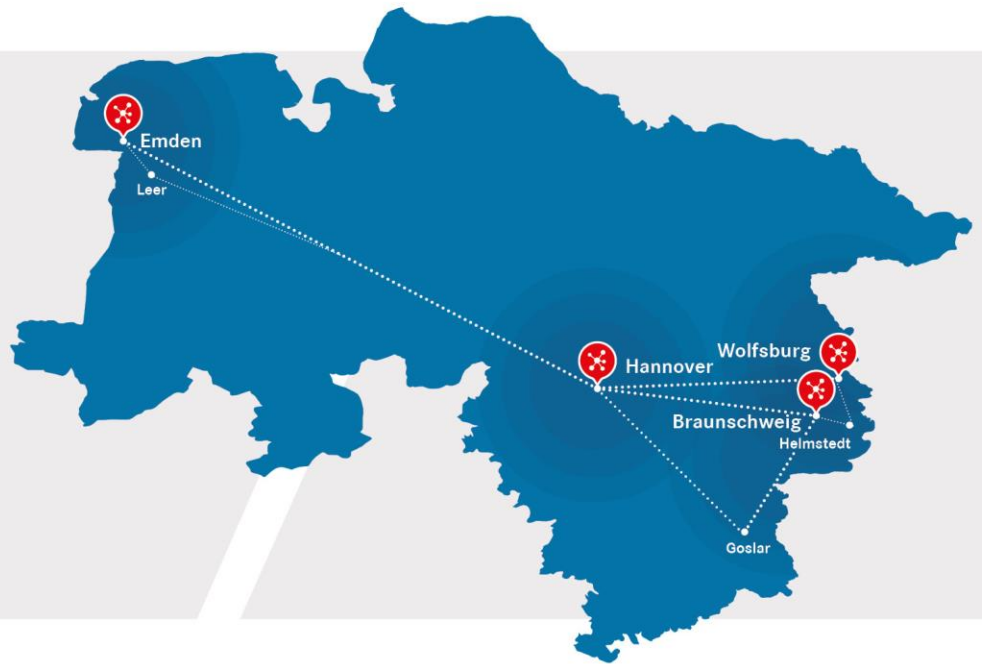 Emden
Leer
Wolfsburg
Hannover
Braunschweig
Helmstedt
Goslar